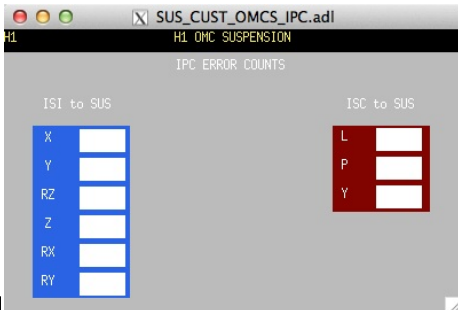 X SUS_CUST_OMCS_IPC.adl
H1 H1 OMC SUSPENSION
IPC ERROR COUNTS
ISI to SUS ISC to SUS
X L
Y P
RZ Y
Z
RX
RY